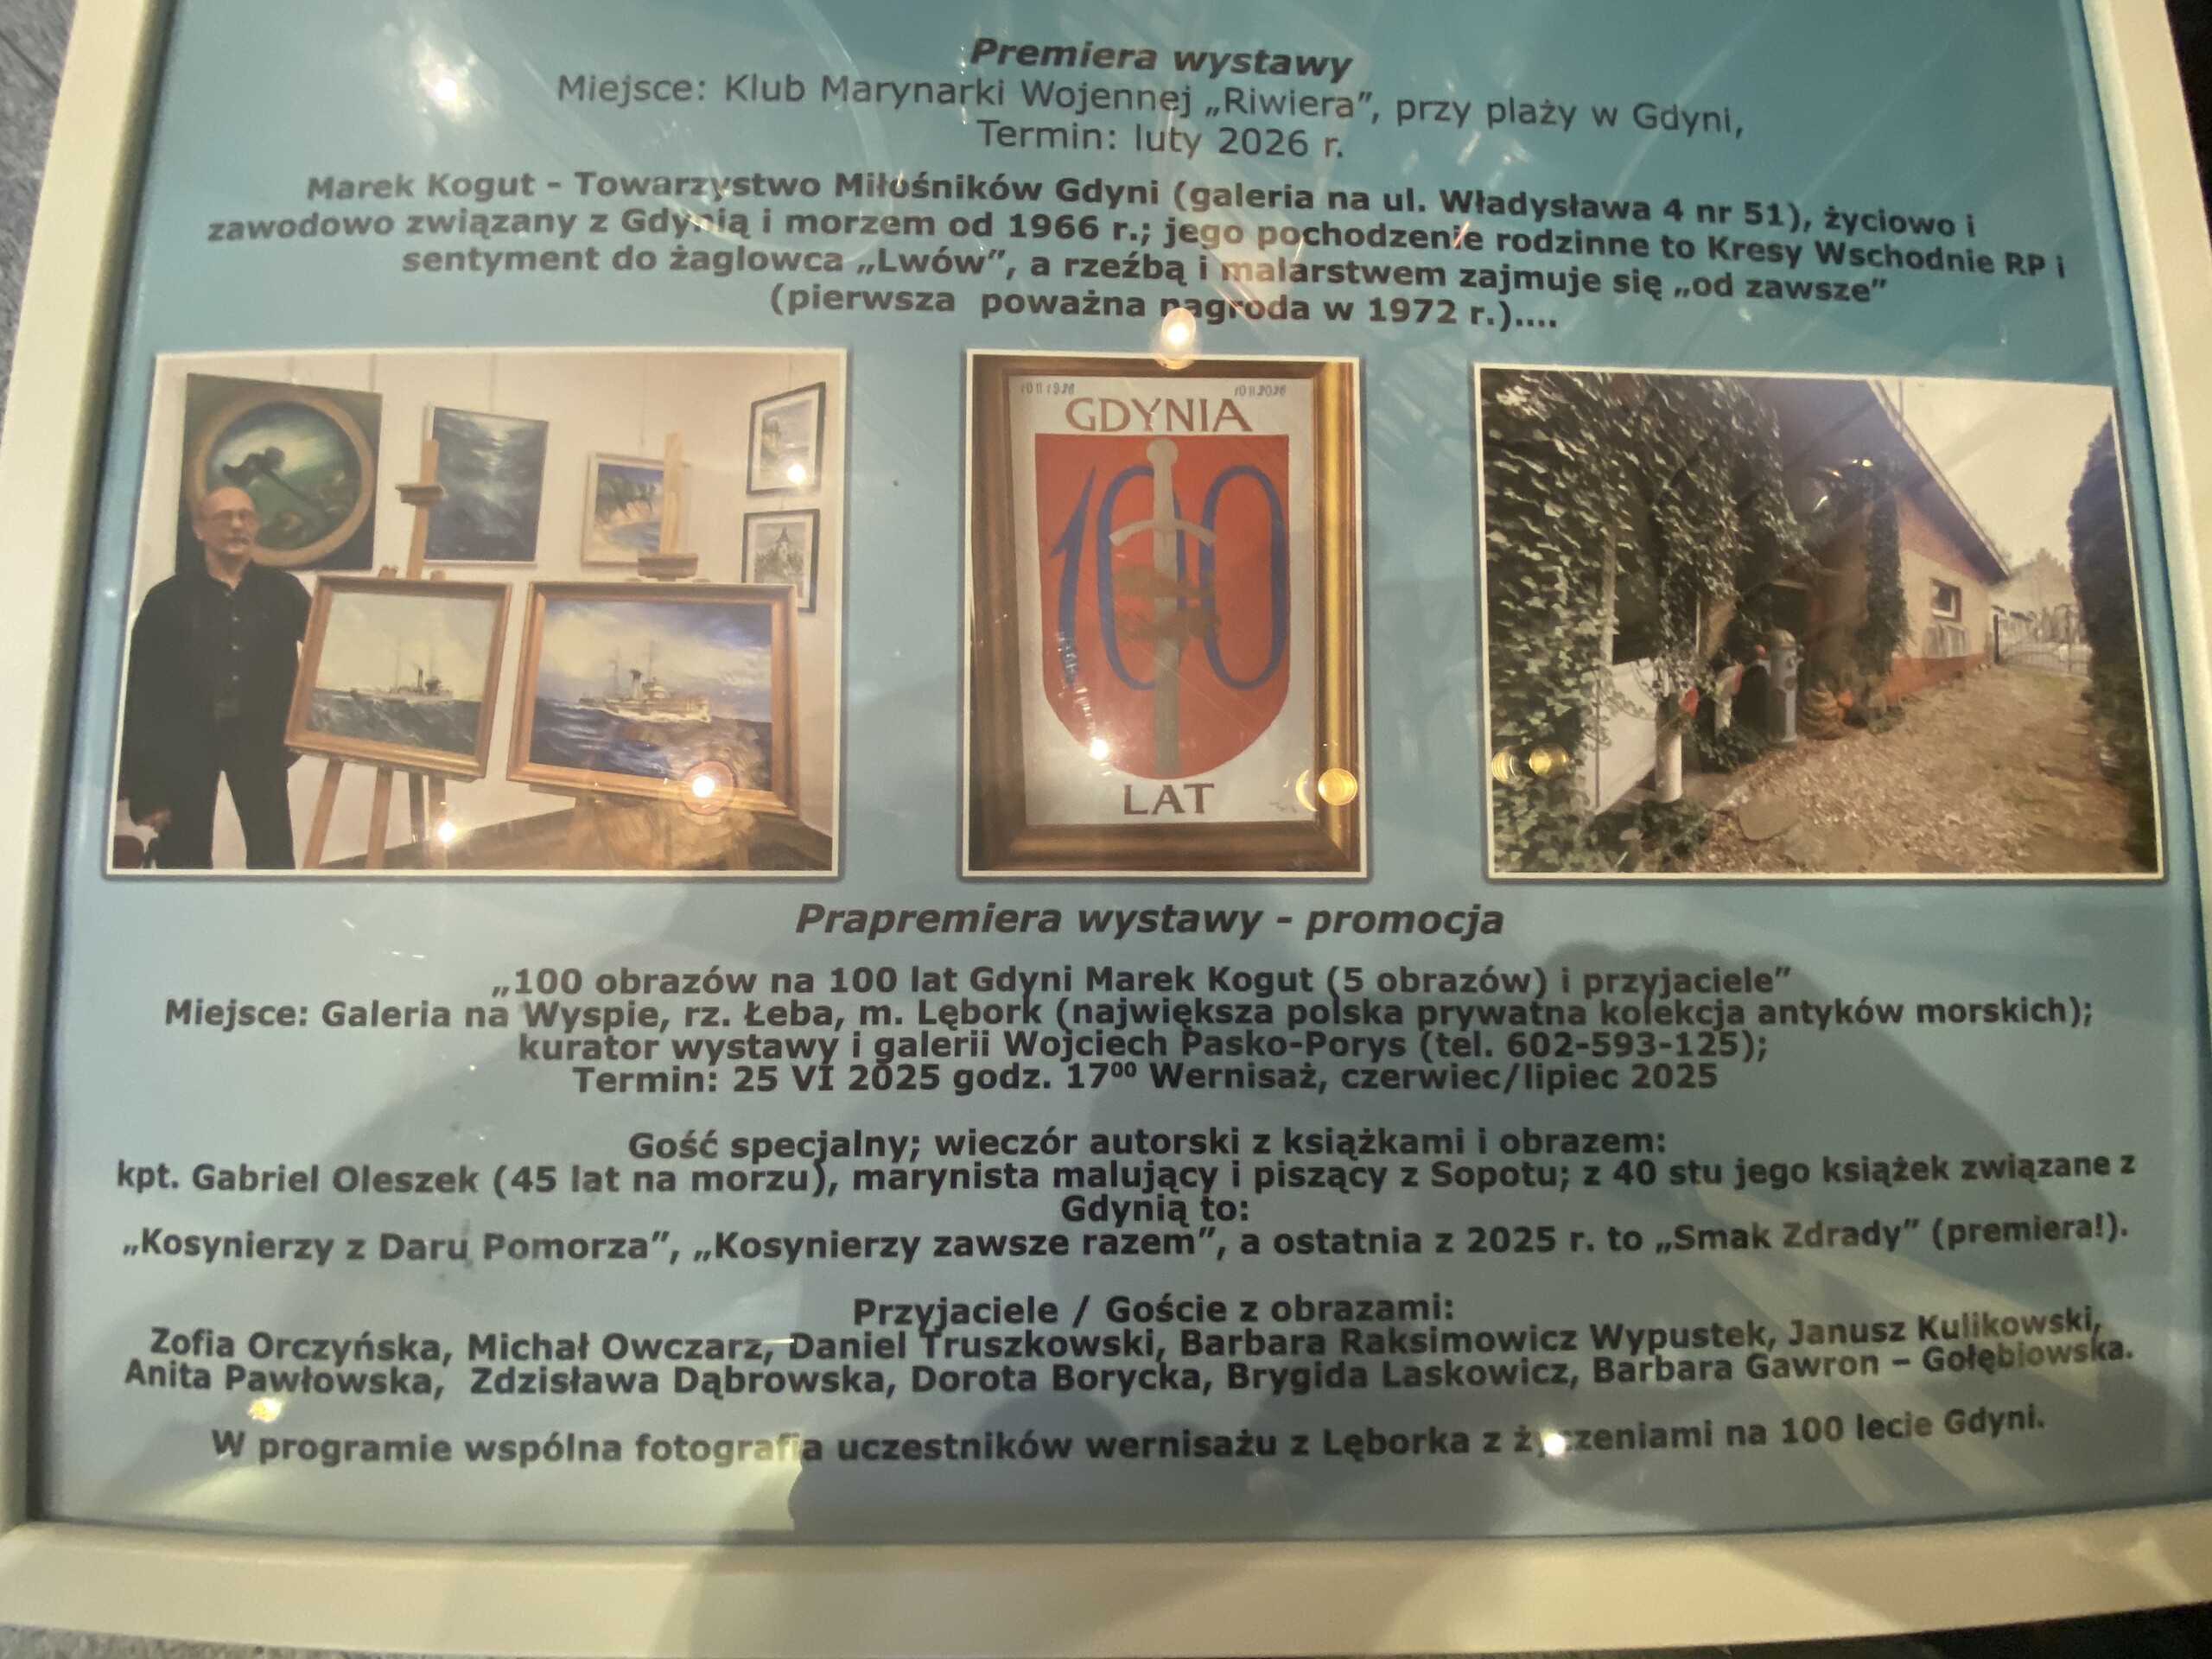 Premiera wystawy
Miejsce: Klub Marynarki Wojennej „Riwiera”, przy plaży w Gdyni,
Termin: luty 2026 r.
Marek Kogut - Towarzystwo Miłośników Gdyni (galeria na ul. Władysława 4 nr 51), życiowo i
zawodowo związany z Gdynią i morzem od 1966 r.; jego pochodzenie rodzinne to Kresy Wschodnie RP i
sentyment do żaglowca „Lwów”, a rzeźbą i malarstwem zajmuje się „od zawsze”
(pierwsza poważna nagroda w 1972 r.)....
10 II 1926 10 II 2026
GDYNIA
100
LAT
Prapremiera wystawy - promocja
„100 obrazów na 100 lat Gdyni Marek Kogut (5 obrazów) i przyjaciele”
Miejsce: Galeria na Wyspie, rz. Łeba, m. Lębork (największa polska prywatna kolekcja antyków morskich);
kurator wystawy i galerii Wojciech Pasko-Porys (tel. 602-593-125);
Termin: 25 VI 2025 godz. 17⁰⁰ Wernisaż, czerwiec/lipiec 2025
Gość specjalny; wieczór autorski z książkami i obrazem:
kpt. Gabriel Oleszek (45 lat na morzu), marynista malujący i piszący z Sopotu; z 40 stu jego książek związane z
Gdynią to:
„Kosynierzy z Daru Pomorza”, „Kosynierzy zawsze razem”, a ostatnia z 2025 r. to „Smak Zdrady” (premiera!).
Przyjaciele / Goście z obrazami:
Zofia Orczyńska, Michał Owczarz, Daniel Truszkowski, Barbara Raksimowicz Wypustek, Janusz Kulikowski,
Anita Pawłowska, Zdzisława Dąbrowska, Dorota Borycka, Brygida Laskowicz, Barbara Gawron – Gołębiowska.
W programie wspólna fotografia uczestników wernisażu z Lęborka z życzeniami na 100 lecie Gdyni.